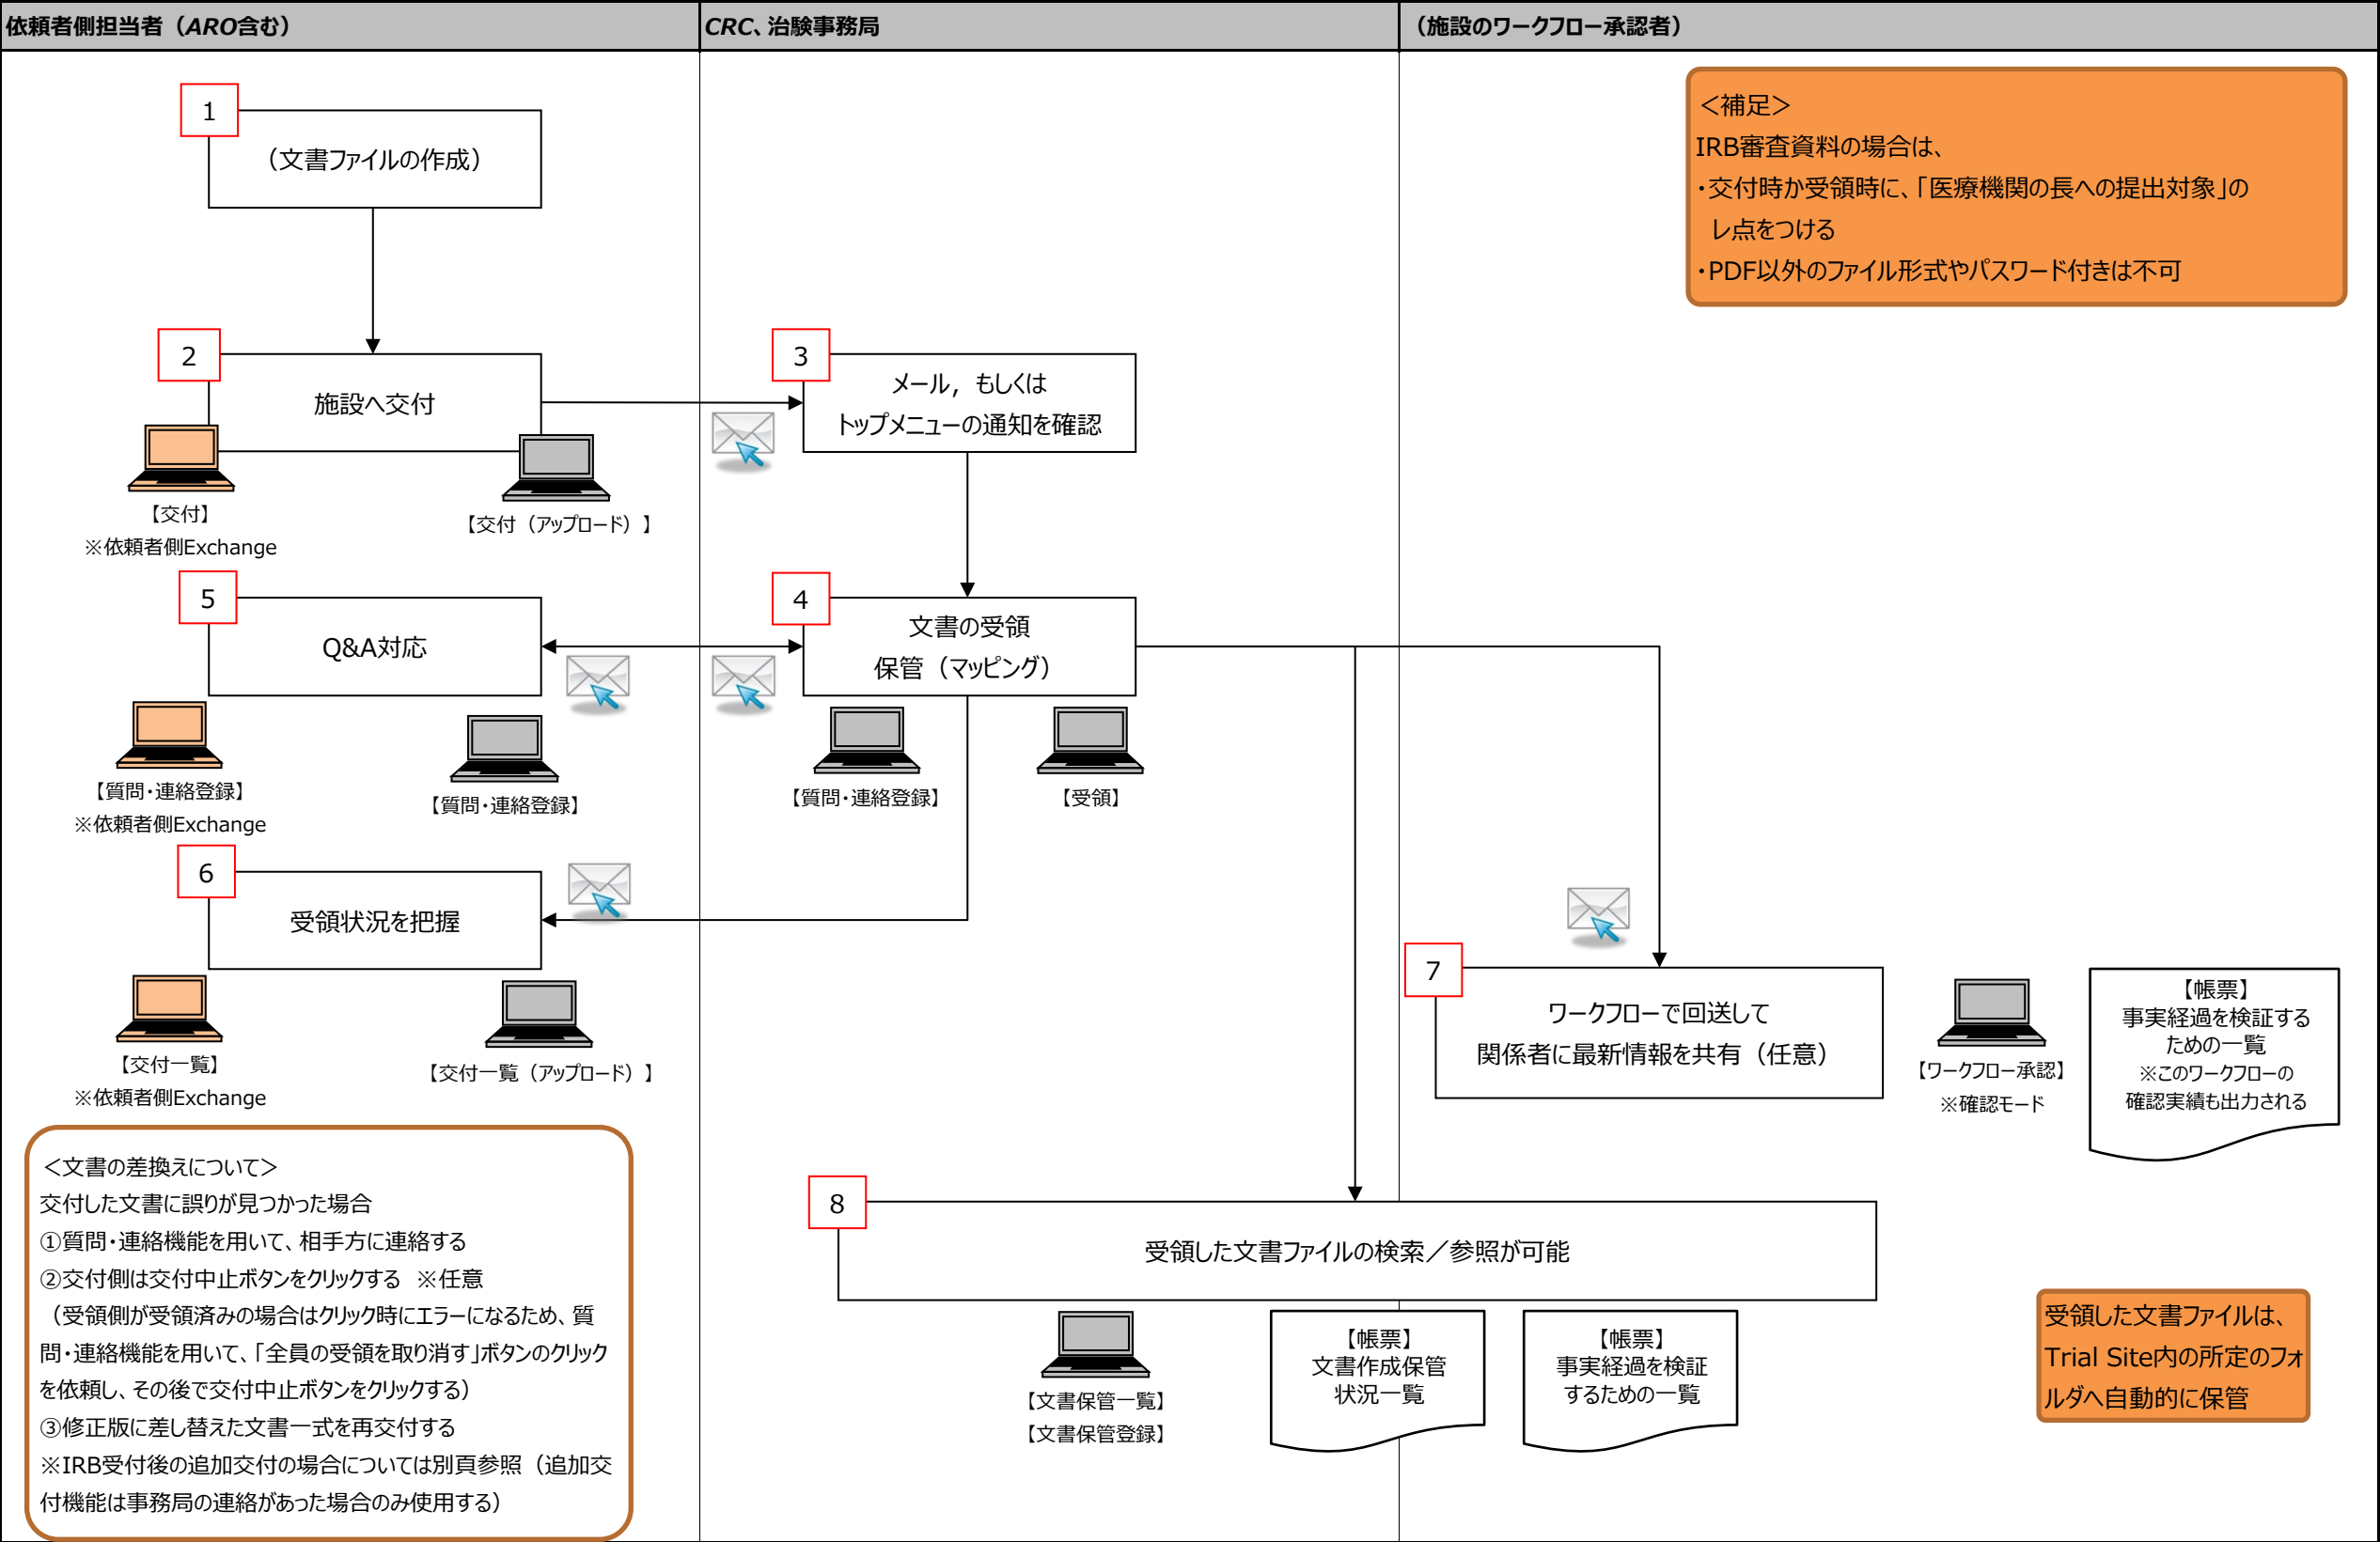 依頼者側担当者（ARO含む）
CRC、治験事務局
（施設のワークフロー承認者）
＜補足＞
IRB審査資料の場合は、
・交付時か受領時に、「医療機関の長への提出対象」の
レ点をつける
・PDF以外のファイル形式やパスワード付きは不可
1
（文書ファイルの作成）
2
施設へ交付
【交付】
※依頼者側Exchange
【交付（アップロード）】
3
メール，もしくは
トップメニューの通知を確認
4
文書の受領
保管（マッピング）
【質問・連絡登録】
【受領】
5
Q&A対応
【質問・連絡登録】
※依頼者側Exchange
【質問・連絡登録】
6
受領状況を把握
【交付一覧】
※依頼者側Exchange
【交付一覧（アップロード）】
7
ワークフローで回送して
関係者に最新情報を共有（任意）
【ワークフロー承認】
※確認モード
【帳票】
事実経過を検証する
ための一覧
※このワークフローの
確認実績も出力される
＜文書の差換えについて＞
交付した文書に誤りが見つかった場合
①質問・連絡機能を用いて、相手方に連絡する
②交付側は交付中止ボタンをクリックする　※任意
（受領側が受領済みの場合はクリック時にエラーになるため、質
問・連絡機能を用いて、「全員の受領を取り消す」ボタンのクリック
を依頼し、その後で交付中止ボタンをクリックする）
③修正版に差し替えた文書一式を再交付する
※IRB受付後の追加交付の場合については別頁参照（追加交
付機能は事務局の連絡があった場合のみ使用する）
8
受領した文書ファイルの検索／参照が可能
【文書保管一覧】
【文書保管登録】
【帳票】
文書作成保管
状況一覧
【帳票】
事実経過を検証
するための一覧
受領した文書ファイルは、
Trial Site内の所定のフォ
ルダへ自動的に保管